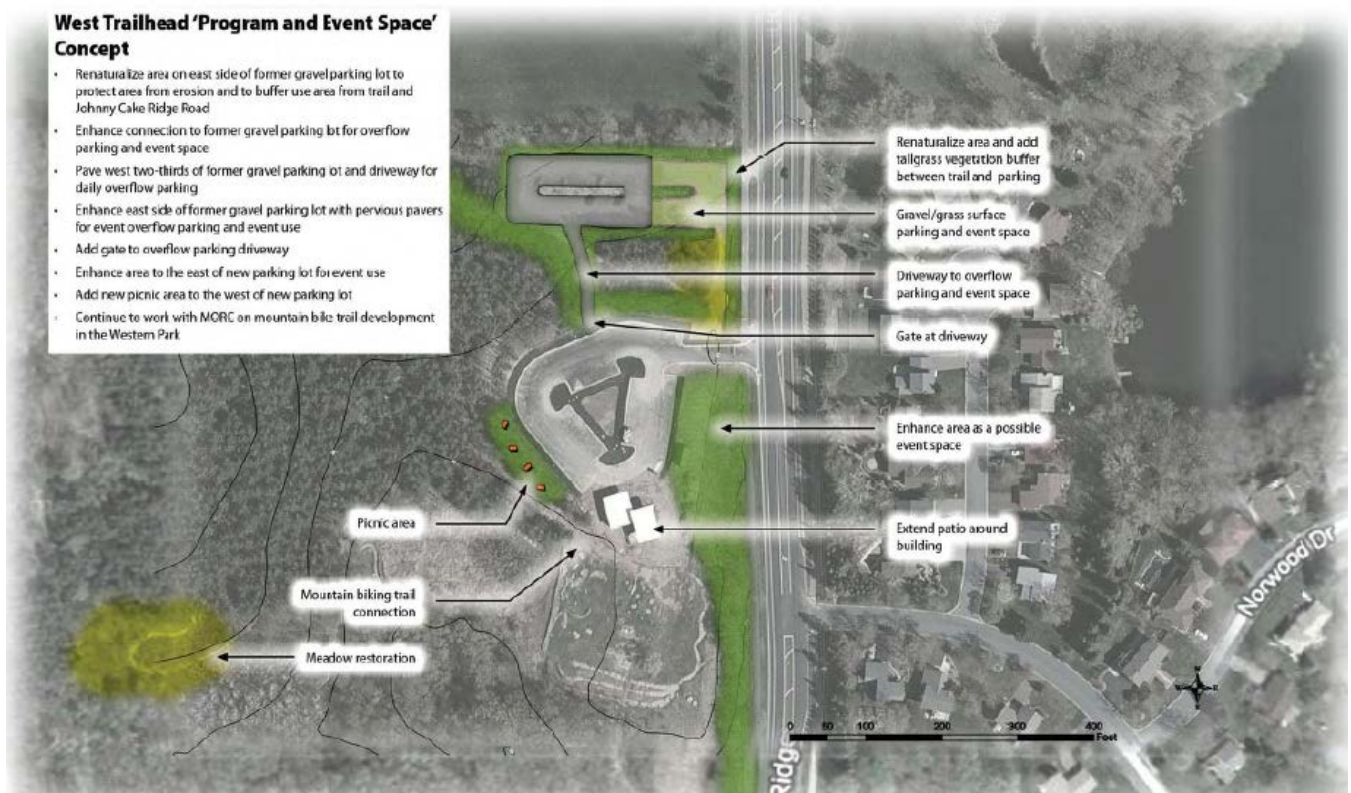 West Trailhead 'Program and Event Space'
Concept
• Renaturalize area on east side of former gravel parking lot to
protect area from erosion and to buffer use area from trail and
Johnny Cake Ridge Road
• Enhance connection to former gravel parking lot for overflow
parking and event space
• Pave west two-thirds of former gravel parking lot and driveway for
daily overflow parking
• Enhance east side of former gravel parking lot with pervious pavers
for event overflow parking and event use
• Add gate to overflow parking driveway
• Enhance area to the east of new parking lot for event use
• Add new picnic area to the west of new parking lot
• Continue to work with MORC on mountain bike trail development
in the Western Park
Renaturalize area and add
tallgrass vegetation buffer
between trail and parking
Gravel/grass surface
parking and event space
Driveway to overflow
parking and event space
Gate at driveway
Enhance area as a possible
event space
Extend patio around
building
Picnic area
Mountain biking trail
connection
Meadow restoration
Norwood Dr
N
W E
S
0 50 100 200 300 400
Feet
Ridge